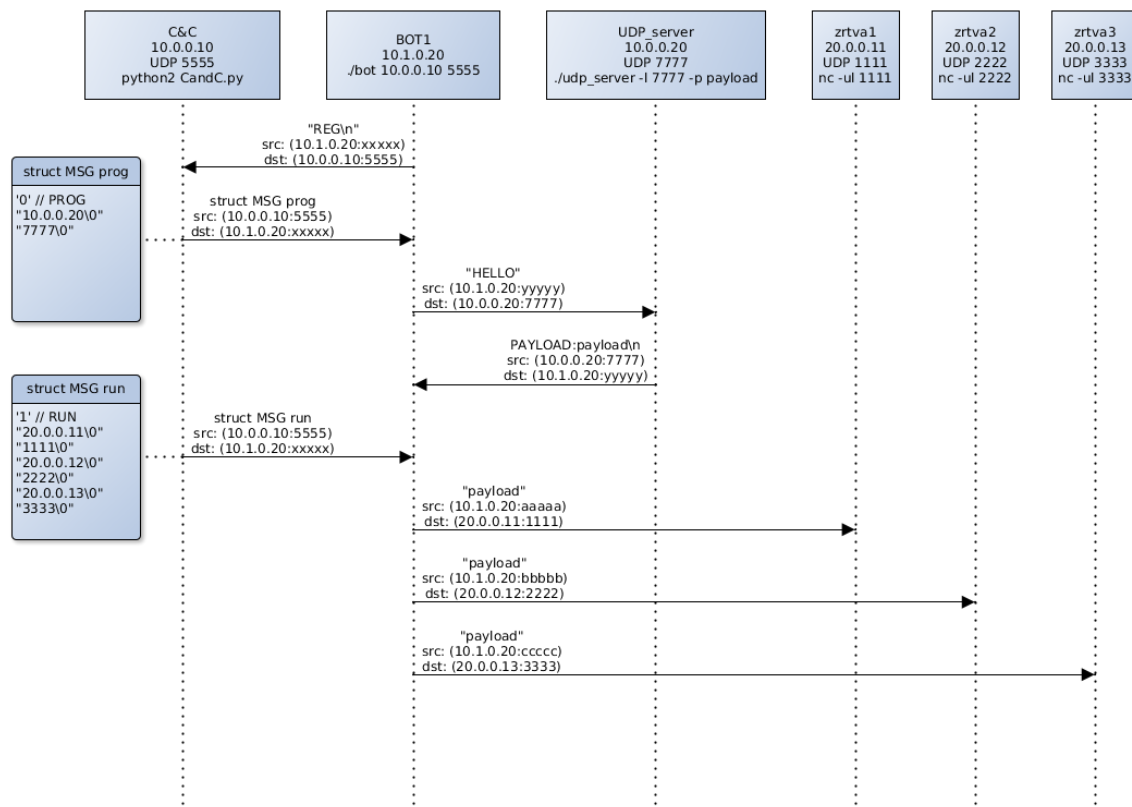 C&C
10.0.0.10
UDP 5555
python2 CandC.py
BOT1
10.1.0.20
./bot 10.0.0.10 5555
UDP_server
10.0.0.20
UDP 7777
./udp_server -l 7777 -p payload
zrtva1
20.0.0.11
UDP 1111
nc -ul 1111
zrtva2
20.0.0.12
UDP 2222
nc -ul 2222
zrtva3
20.0.0.13
UDP 3333
nc -ul 3333
"REG\n"
src: (10.1.0.20:xxxxx)
dst: (10.0.0.10:5555)
struct MSG prog
'0' // PROG
"10.0.0.20\0"
"7777\0"
struct MSG prog
src: (10.0.0.10:5555)
dst: (10.1.0.20:xxxxx)
"HELLO"
src: (10.1.0.20:yyyyy)
dst: (10.0.0.20:7777)
PAYLOAD:payload\n
src: (10.0.0.20:7777)
dst: (10.1.0.20:yyyyy)
struct MSG run
'1' // RUN
"20.0.0.11\0"
"1111\0"
"20.0.0.12\0"
"2222\0"
"20.0.0.13\0"
"3333\0"
struct MSG run
src: (10.0.0.10:5555)
dst: (10.1.0.20:xxxxx)
"payload"
src: (10.1.0.20:aaaaa)
dst: (20.0.0.11:1111)
"payload"
src: (10.1.0.20:bbbbb)
dst: (20.0.0.12:2222)
"payload"
src: (10.1.0.20:ccccc)
dst: (20.0.0.13:3333)